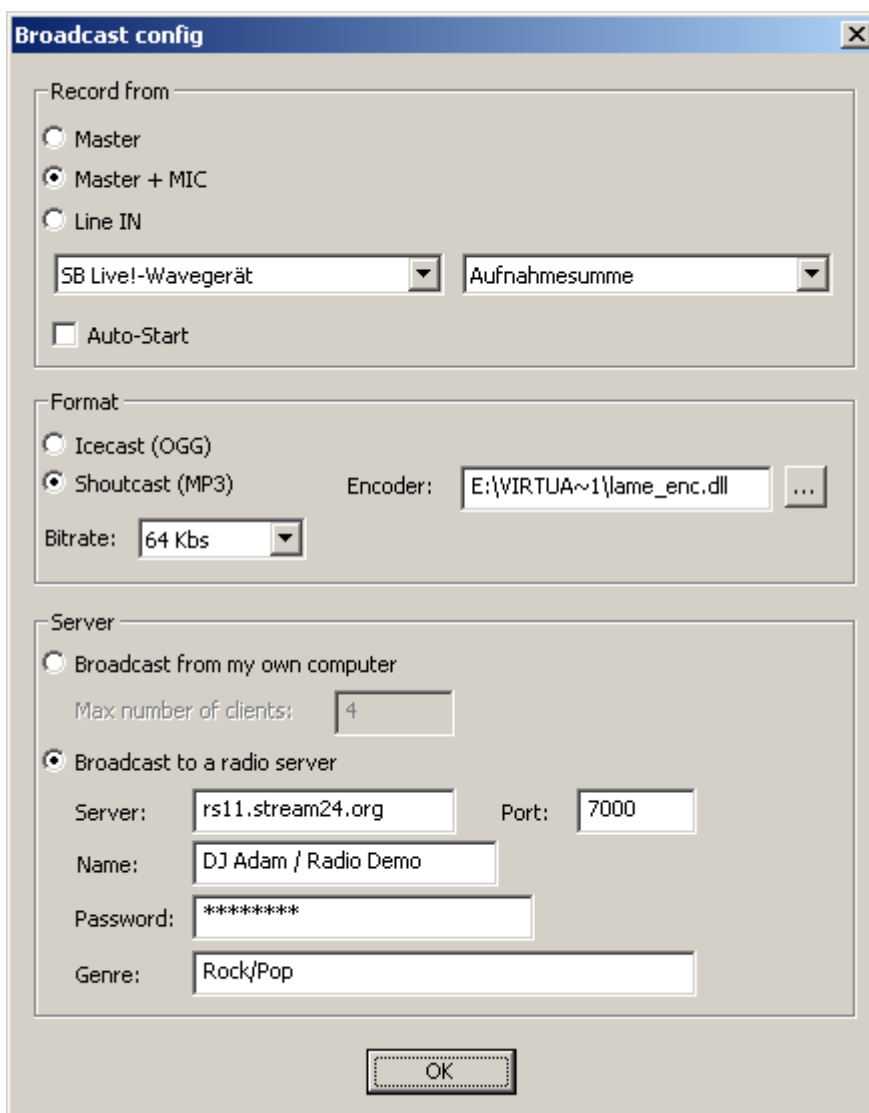 Broadcast config
Record from
Master
Master + MIC
Line IN
SB Live!-Wavegerät Aufnahmesumme
Auto-Start
Format
Icecast (OGG)
Shoutcast (MP3) Encoder: E:\VIRTUA~1\lame_enc.dll ...
Bitrate: 64 Kbs
Server
Broadcast from my own computer
Max number of clients: 4
Broadcast to a radio server
Server: rs11.stream24.org Port: 7000
Name: DJ Adam / Radio Demo
Password: ********
Genre: Rock/Pop
OK